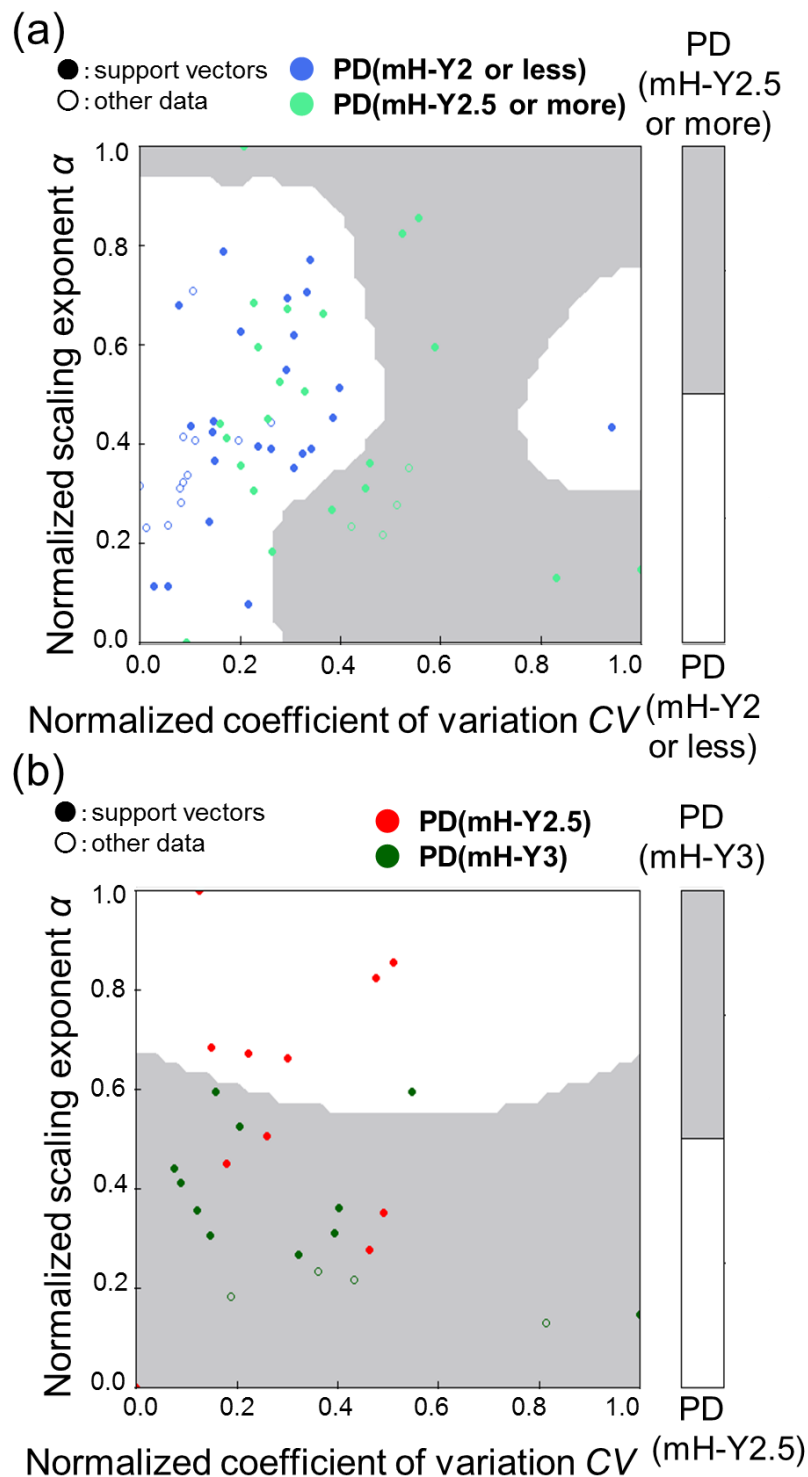 (a)
● : support vectors
○ : other data
PD(mH-Y2 or less)
PD(mH-Y2.5 or more)
PD
(mH-Y2.5
or more)
Normalized scaling exponent α
1.0
0.8
0.6
0.4
0.2
0.0
0.0 0.2 0.4 0.6 0.8 1.0
Normalized coefficient of variation CV
PD
(mH-Y2
or less)
(b)
● : support vectors
○ : other data
PD(mH-Y2.5)
PD(mH-Y3)
PD
(mH-Y3)
Normalized scaling exponent α
1.0
0.8
0.6
0.4
0.2
0.0
0.0 0.2 0.4 0.6 0.8 1.0
Normalized coefficient of variation CV
PD
(mH-Y2.5)